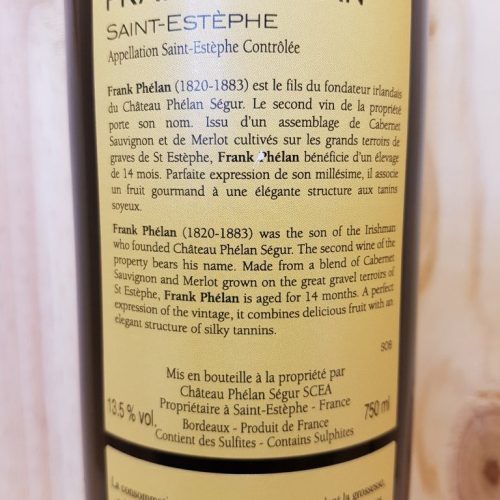 FRANK PHÉLAN
SAINT-ESTÈPHE
Appellation Saint-Estèphe Contrôlée
Frank Phélan (1820-1883) est le fils du fondateur irlandais
du Château Phélan Ségur. Le second vin de la propriété
porte son nom. Issu d'un assemblage de Cabernet
Sauvignon et de Merlot cultivés sur les grands terroirs de
graves de St Estèphe, Frank Phélan bénéficie d'un élevage
de 14 mois. Parfaite expression de son millésime, il associe
un fruit gourmand à une élégante structure aux tanins
soyeux.
Frank Phélan (1820-1883) was the son of the Irishman
who founded Château Phélan Ségur. The second wine of the
property bears his name. Made from a blend of Cabernet
Sauvignon and Merlot grown on the great gravel terroirs of
St Estèphe, Frank Phélan is aged for 14 months. A perfect
expression of the vintage, it combines delicious fruit with an
elegant structure of silky tannins.
Mis en bouteille à la propriété par
Château Phélan Ségur SCEA
Propriétaire à Saint-Estèphe - France
13.5 % vol.
750 ml
Bordeaux - Produit de France
Contient des Sulfites - Contains Sulphites
La consommation
la grossesse,